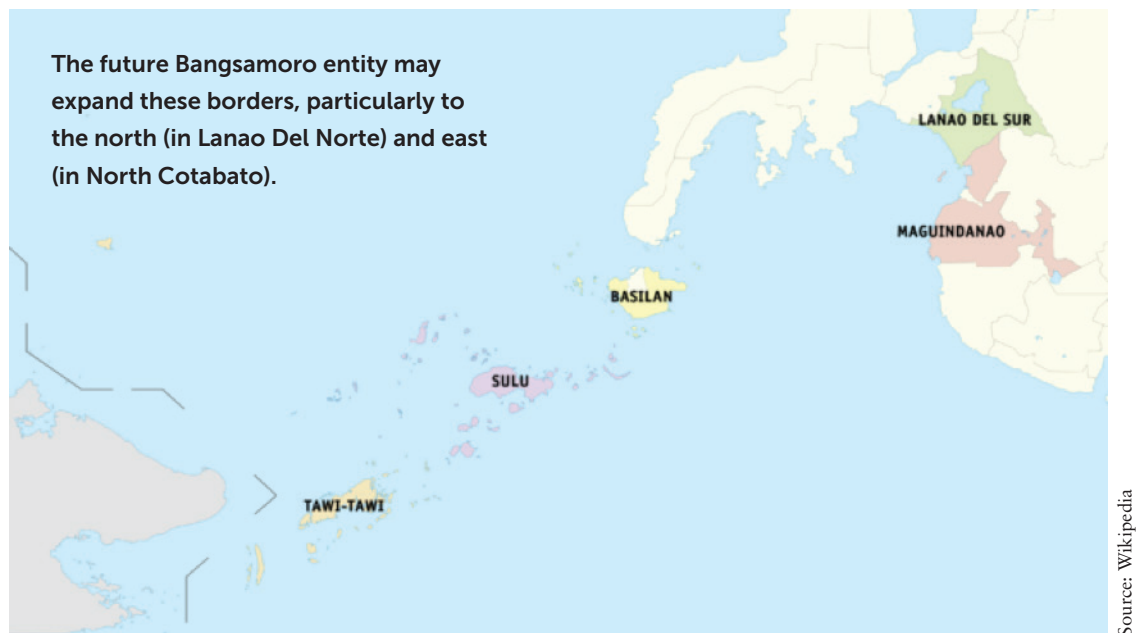 The future Bangsamoro entity may
expand these borders, particularly to
the north (in Lanao Del Norte) and east
(in North Cotabato).
LANAO DEL SUR
MAGUINDANAO
BASILAN
SULU
TAWI-TAWI
Source: Wikipedia